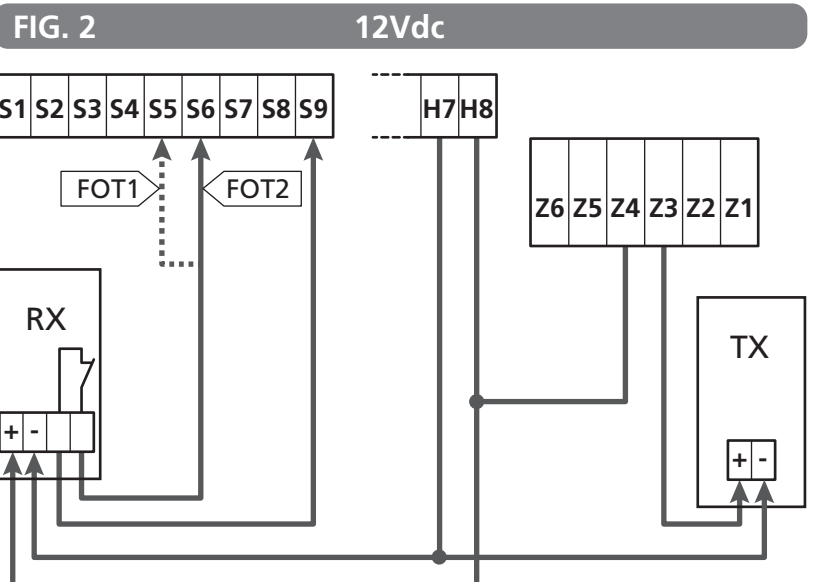 FIG. 2 12Vdc
S1 S2 S3 S4 S5 S6 S7 S8 S9 H7 H8
FOT1 FOT2
Z6 Z5 Z4 Z3 Z2 Z1
RX
TX
+ -
+ -